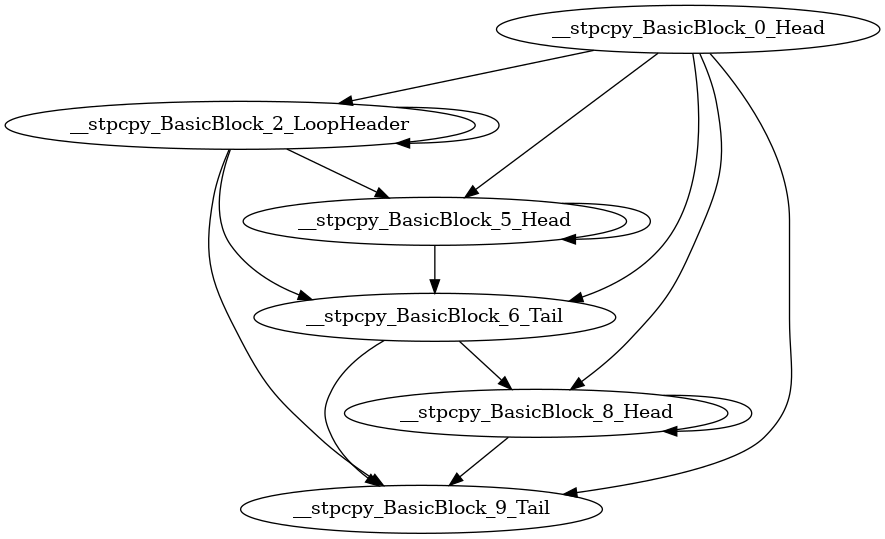 __stpcpy_BasicBlock_0_Head
__stpcpy_BasicBlock_2_LoopHeader
__stpcpy_BasicBlock_5_Head
__stpcpy_BasicBlock_6_Tail
__stpcpy_BasicBlock_8_Head
__stpcpy_BasicBlock_9_Tail